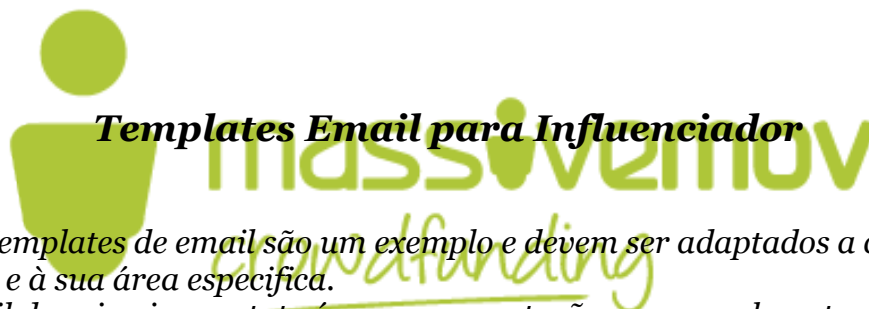 Templates Email para Influenciador
massivemov
emplates de email são um exemplo e devem ser adaptados a
crowdfunding
e à sua área especifica.